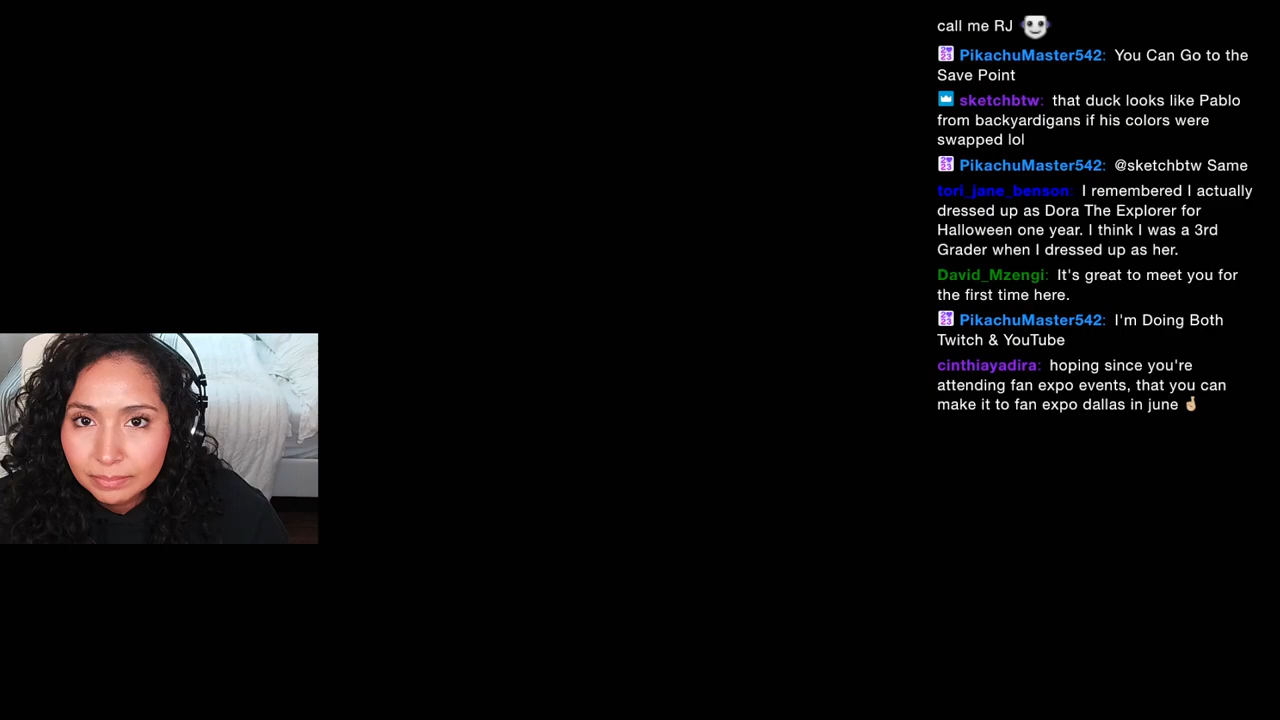 call me RJ
PikachuMaster542: You Can Go to the
Save Point
sketchbtw: that duck looks like Pablo
from backyardigans if his colors were
swapped lol
PikachuMaster542: @sketchbtw Same
tori_jane_benson: I remembered I actually
dressed up as Dora The Explorer for
Halloween one year. I think I was a 3rd
Grader when I dressed up as her.
David_Mzengi: It's great to meet you for
the first time here.
PikachuMaster542: I'm Doing Both
Twitch & YouTube
cinthiayadira: hoping since you're
attending fan expo events, that you can
make it to fan expo dallas in june 🤞🏼